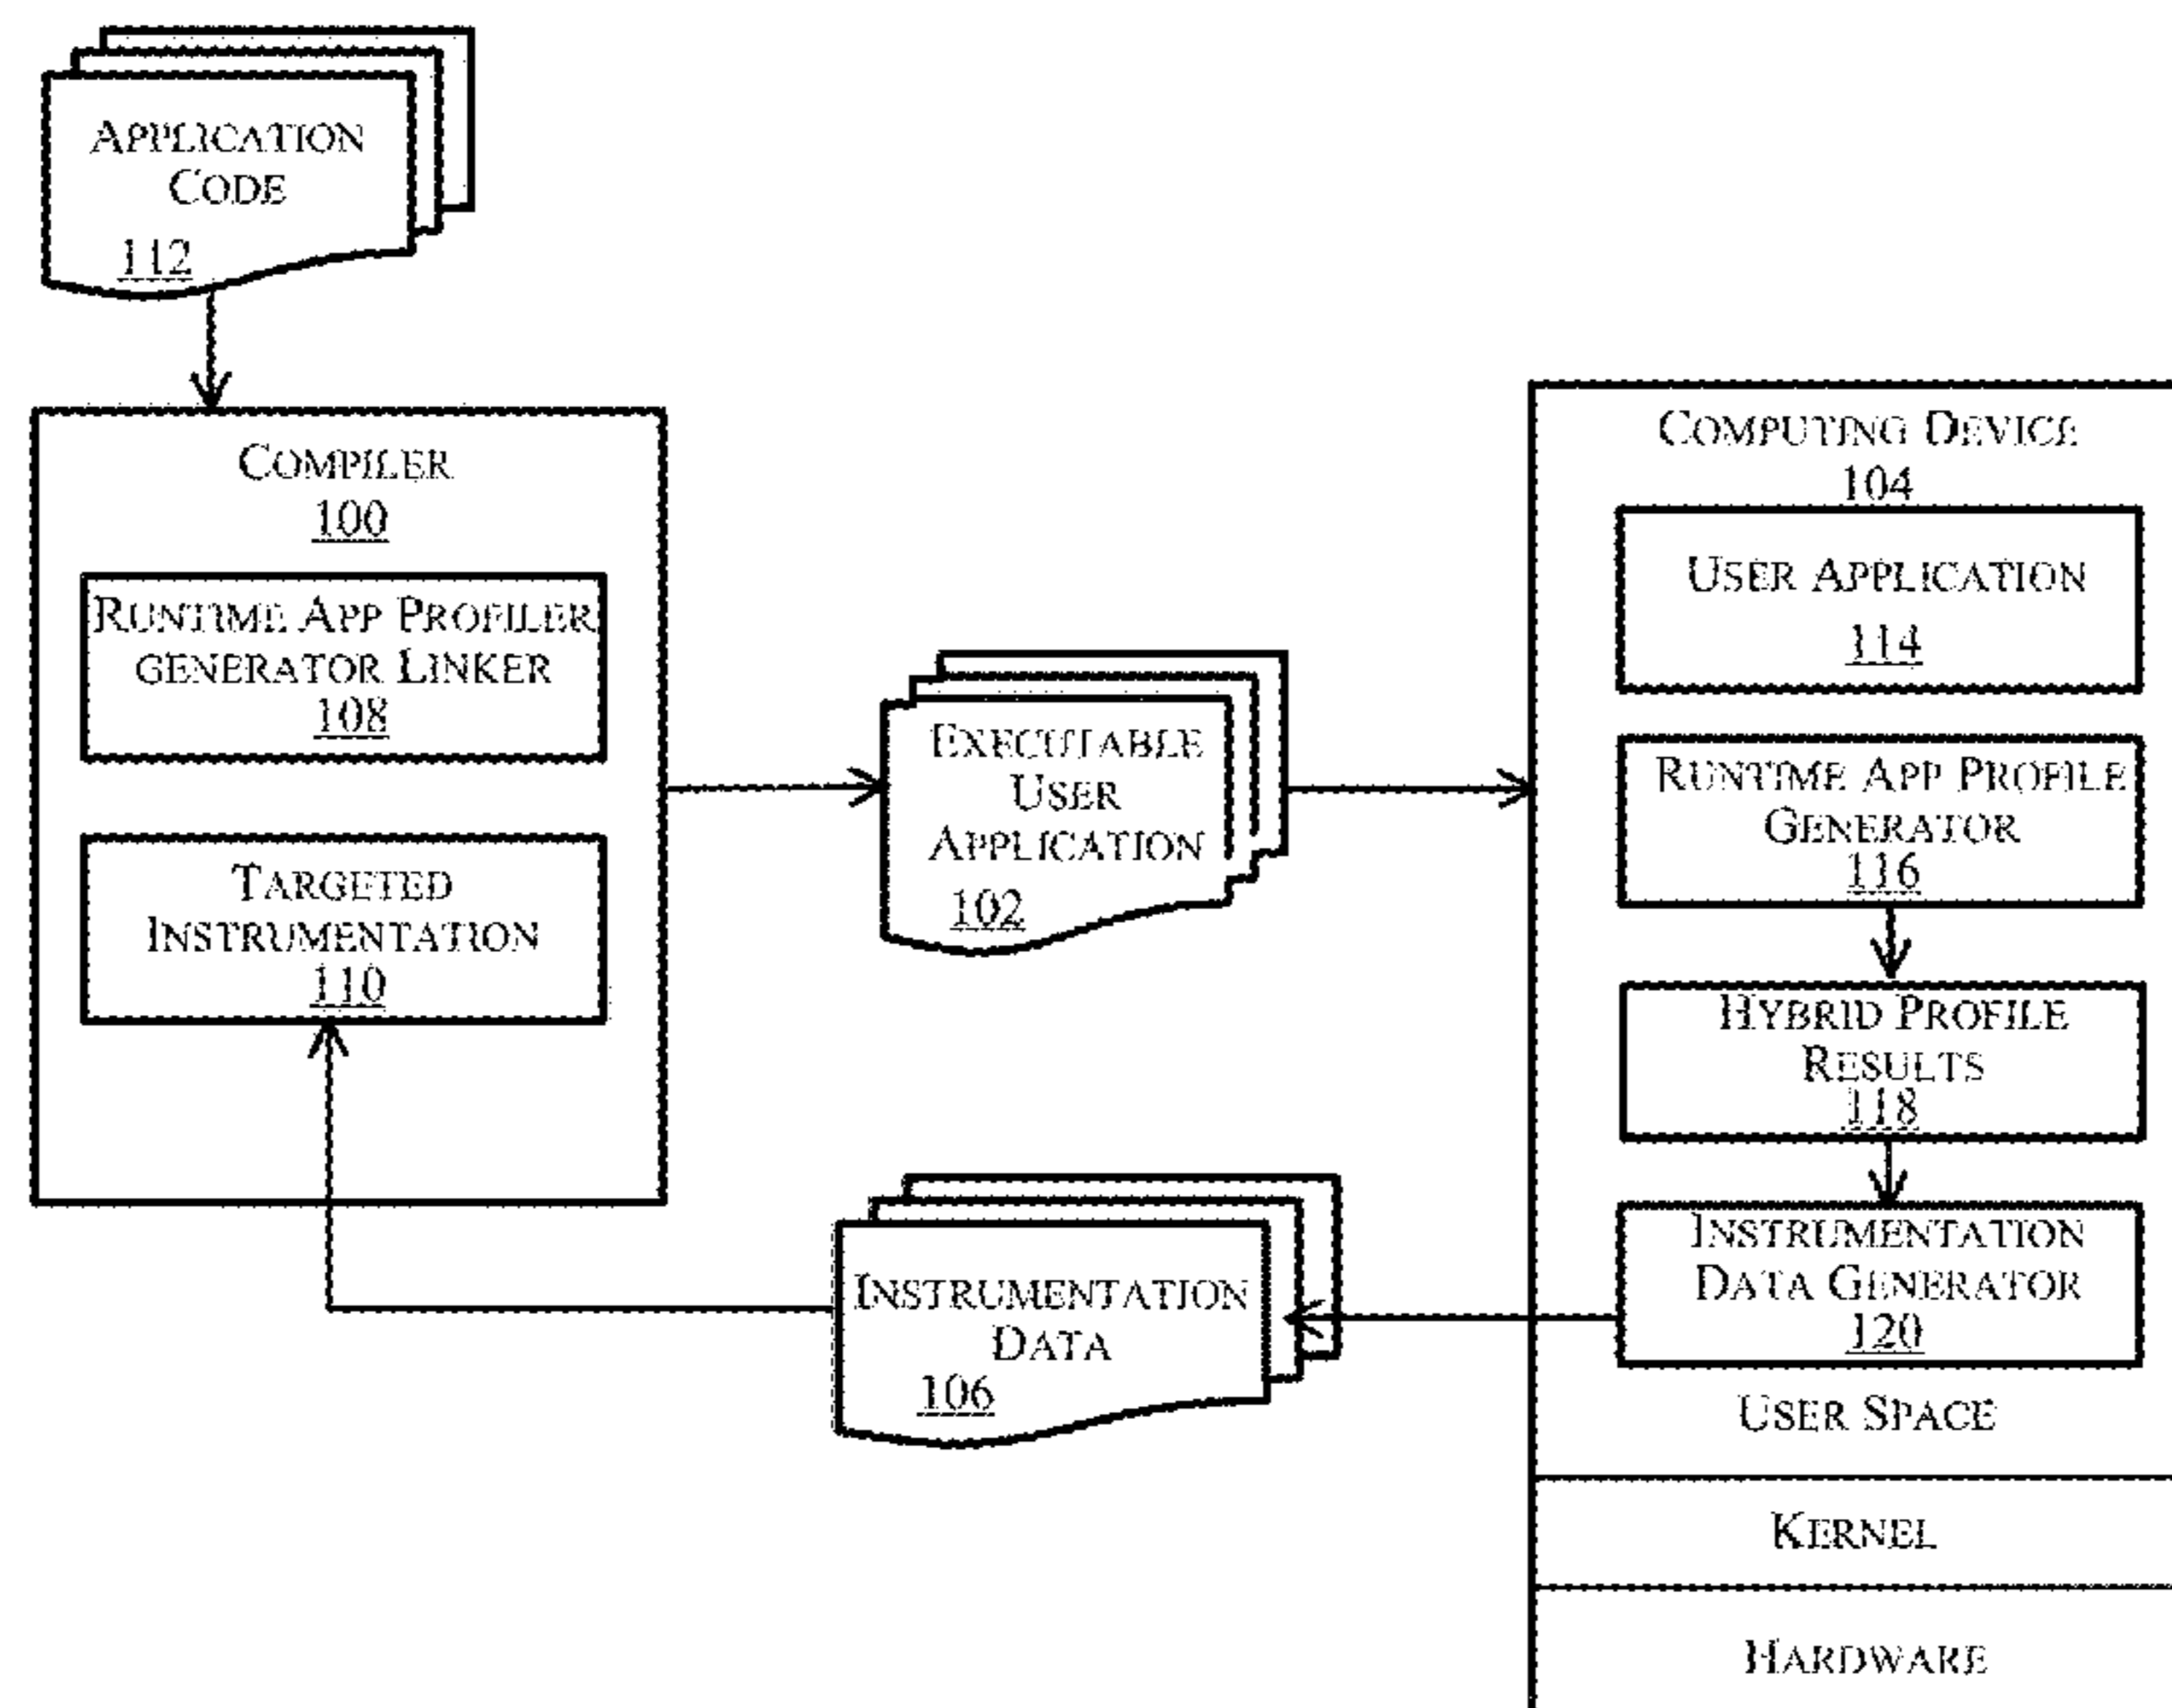 APPLICATION
CODE
112
COMPILER
100
RUNTIME APP PROFILER
GENERATOR LINKER
108
TARGETED
INSTRUMENTATION
110
EXECUTABLE
USER
APPLICATION
102
INSTRUMENTATION
DATA
106
COMPUTING DEVICE
104
USER APPLICATION
114
RUNTIME APP PROFILE
GENERATOR
116
HYBRID PROFILE
RESULTS
118
INSTRUMENTATION
DATA GENERATOR
120
USER SPACE
KERNEL
HARDWARE